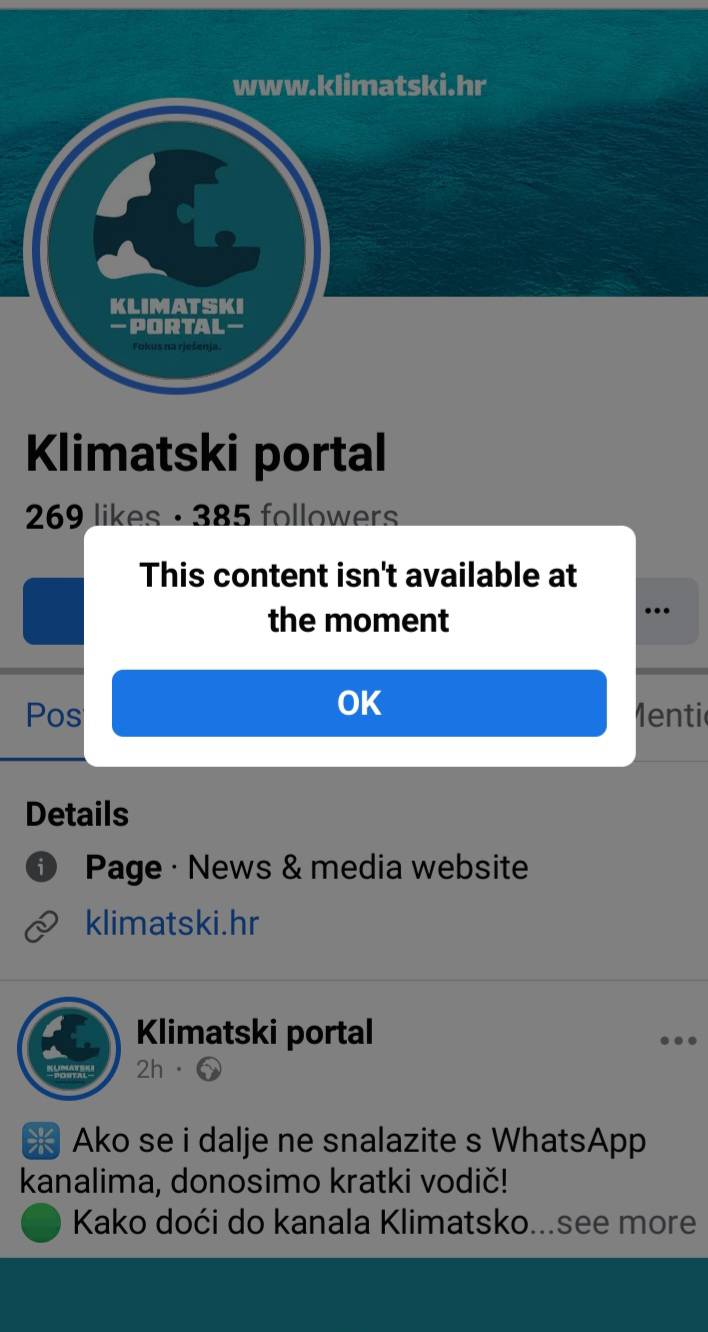 www.klimatski.hr
KLIMATSKI
PORTAL
Fokus na rješenja.
Klimatski portal
269 likes · 385 followers
This content isn't available at
the moment
OK
Details
Page · News & media website
klimatski.hr
KLIMATSKI
PORTAL
Klimatski portal
2h ·
Ako se i dalje ne snalazite s WhatsApp
kanalima, donosimo kratki vodič!
Kako doći do kanala Klimatsko...see more